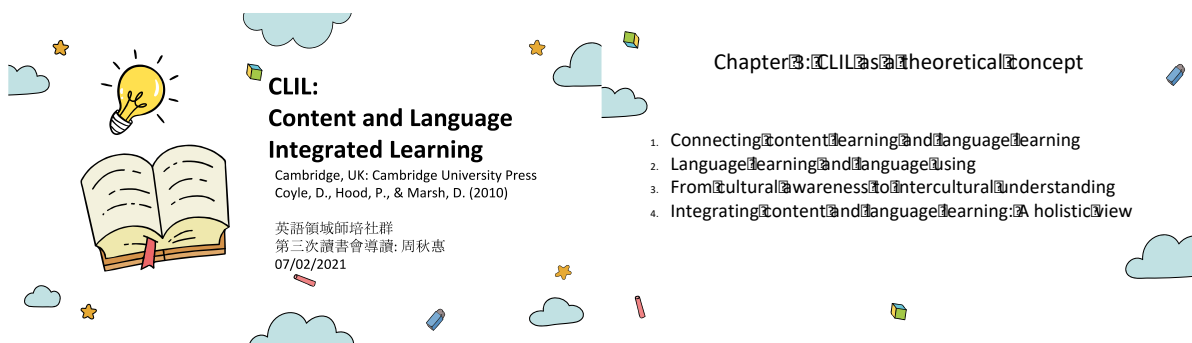 CLIL:
Content and Language
Integrated Learning
Cambridge, UK: Cambridge University Press
Coyle, D., Hood, P., & Marsh, D. (2010)
英語領域師培社群
第三次讀書會導讀: 周秋惠
07/02/2021
Chapter 3: CLIL as a theoretical concept
1. Connecting content learning and language learning
2. Language learning and language using
3. From cultural awareness to intercultural understanding
4. Integrating content and language learning: A holistic view